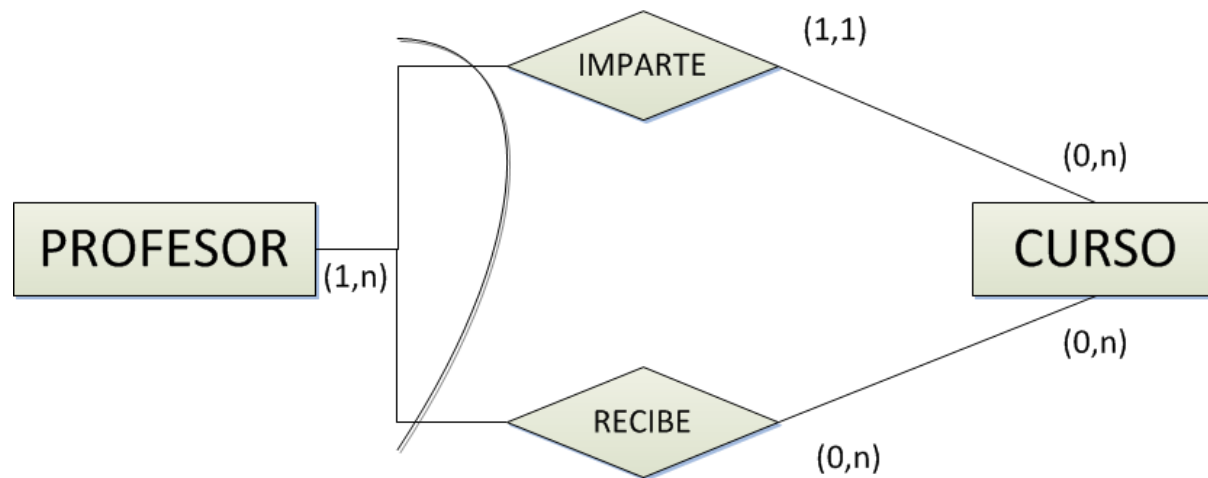 IMPARTE
(1,1)
(0,n)
PROFESOR
CURSO
(1,n)
(0,n)
RECIBE
(0,n)